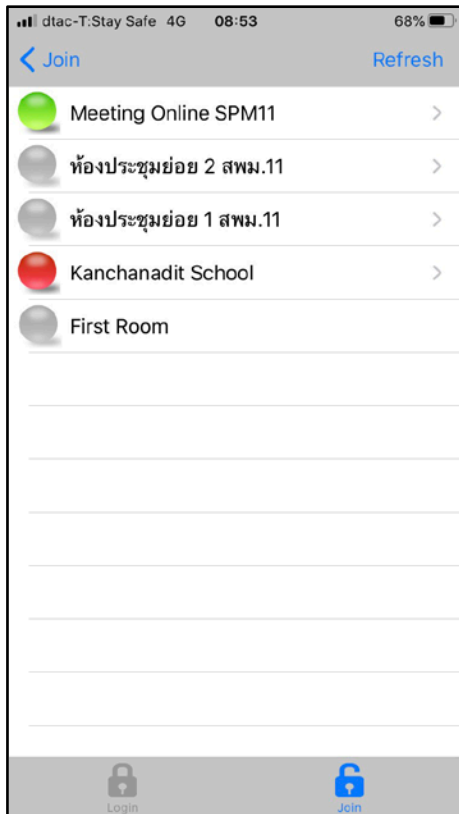 dtac-T:Stay Safe 4G 08:53 68%
Join Refresh
Meeting Online SPM11
ห้องประชุมย่อย 2 สพม.11
ห้องประชุมย่อย 1 สพม.11
Kanchanadit School
First Room
Login Join